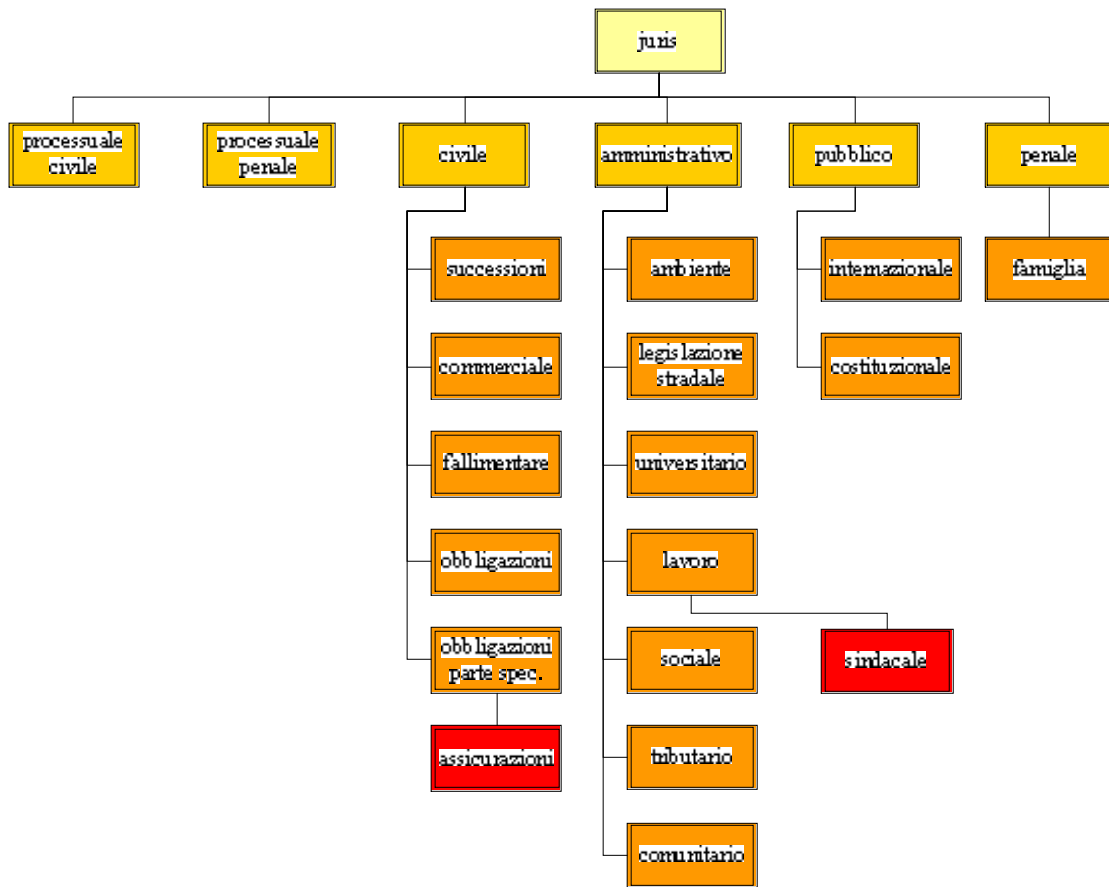 juris
processuale
civile
processuale
penale
civile
amministrativo
pubblico
penale
successioni
ambiente
internazionale
famiglia
commerciale
legislazione
stradale
costituzionale
fallimentare
universitario
obbligazioni
lavoro
obbligazioni
parte spec.
sociale
sindacale
assicurazioni
tributario
comunitario